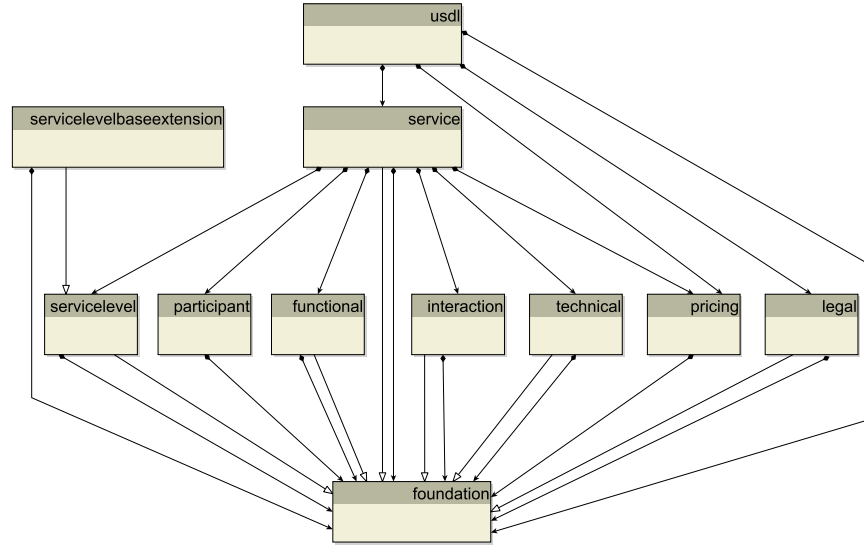 usdl
servicelevelbaseextension
service
servicelevel
participant
functional
interaction
technical
pricing
legal
foundation